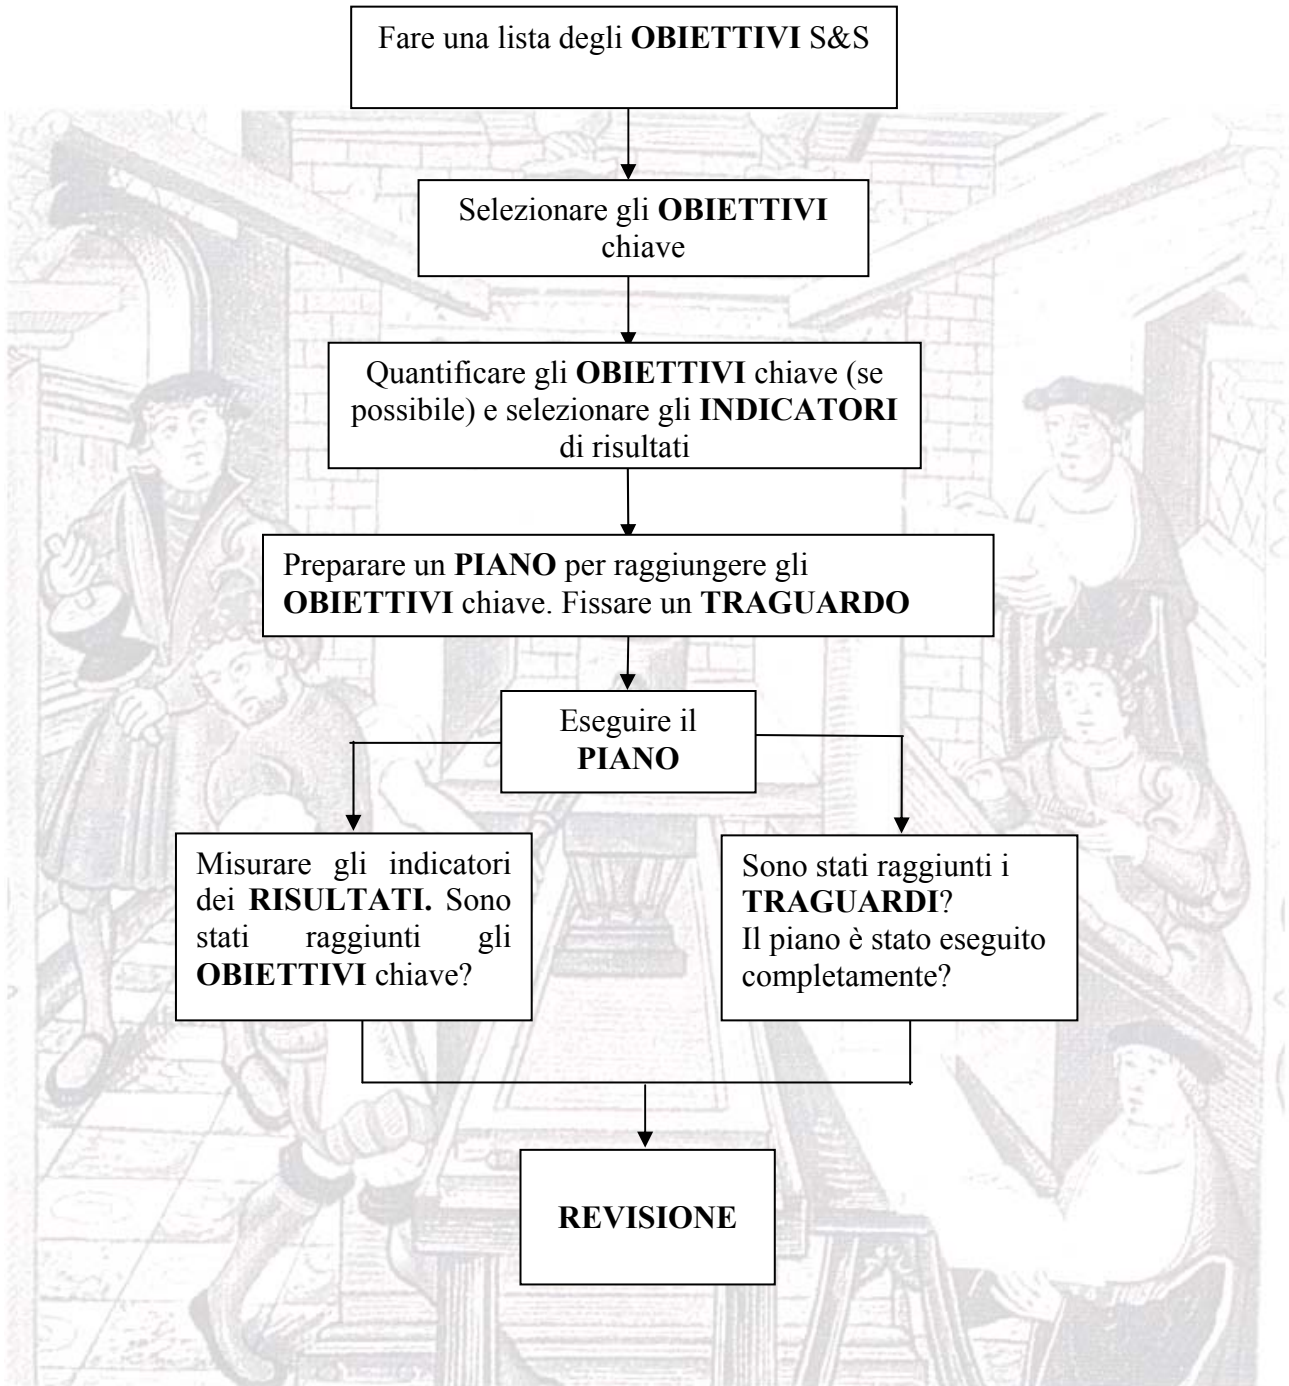 Fare una lista degli OBIETTIVI S&S
Selezionare gli OBIETTIVI
chiave
Quantificare gli OBIETTIVI chiave (se
possibile) e selezionare gli INDICATORI
di risultati
Preparare un PIANO per raggiungere gli
OBIETTIVI chiave. Fissare un TRAGUARDO
Eseguire il
PIANO
Misurare gli indicatori
dei RISULTATI. Sono
stati raggiunti gli
OBIETTIVI chiave?
Sono stati raggiunti i
TRAGUARDI?
Il piano è stato eseguito
completamente?
REVISIONE